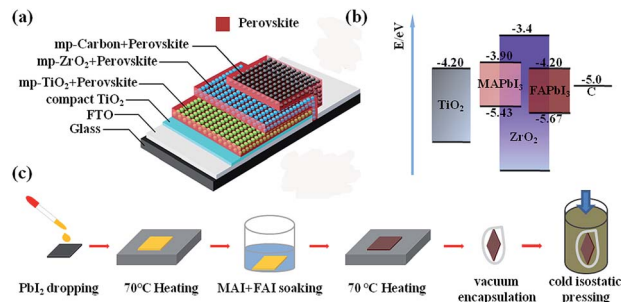 (a)
Perovskite
mp-Carbon+Perovskite
mp-ZrO2+Perovskite
mp-TiO2+Perovskite
compact TiO2
FTO
Glass
(b)
E/eV
-3.4
-4.20
-3.90
-4.20
-5.0
C
TiO2
MAPbI3
FAPbI3
-5.43
-5.67
ZrO2
(c)
PbI2 dropping
70°C Heating
MAI+FAI soaking
70 °C Heating
vacuum
encapsulation
cold isostatic
pressing